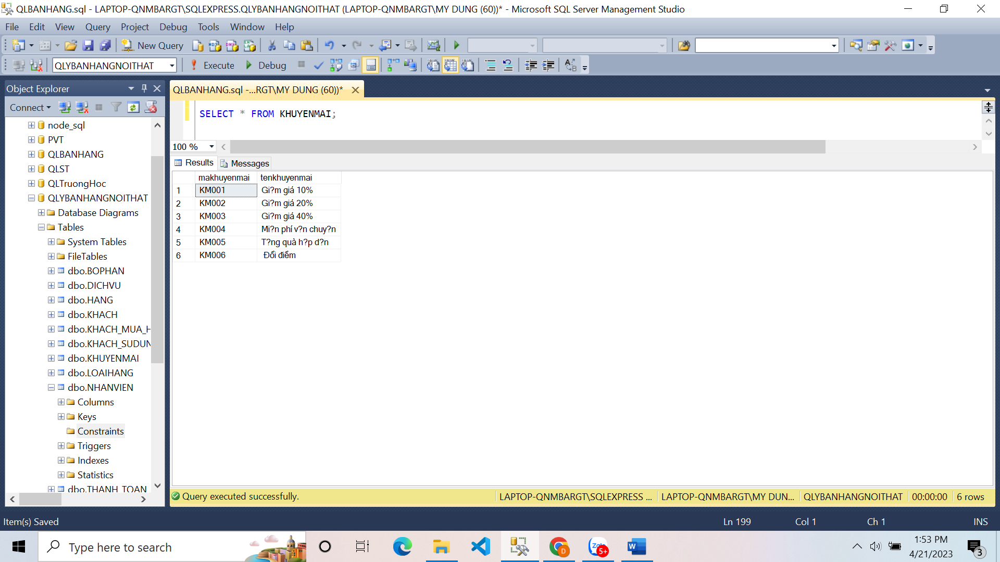 QLBANHANG.sql - LAPTOP-QNMBARGT\SQLEXPRESS.QLYBANHANGNOITHAT (LAPTOP-QNMBARGT\MY DUNG (60))* - Microsoft SQL Server Management Studio
File Edit View Query Project Debug Tools Window Help
New Query
QLYBANHANGNOITHAT Execute Debug
Object Explorer
Connect
node_sql
PVT
QLBANHANG
QLST
QLTruongHoc
QLYBANHANGNOITHAT
Database Diagrams
Tables
System Tables
FileTables
dbo.BOPHAN
dbo.DICHVU
dbo.HANG
dbo.KHACH
dbo.KHACH_MUA_H
dbo.KHACH_SUDUN
dbo.KHUYENMAI
dbo.LOAIHANG
dbo.NHANVIEN
Columns
Keys
Constraints
Triggers
Indexes
Statistics
dbo.THANH_TOAN
QLBANHANG.sql -...RGT\MY DUNG (60))*
SELECT * FROM KHUYENMAI;
100 %
Results Messages
makhuyenmai tenkhuyenmai
1 KM001 Gi?m giá 10%
2 KM002 Gi?m giá 20%
3 KM003 Gi?m giá 40%
4 KM004 Mi?n phí v?n chuy?n
5 KM005 T?ng quà h?p d?n
6 KM006 Đổi điểm
Query executed successfully. LAPTOP-QNMBARGT\SQLEXPRESS ... LAPTOP-QNMBARGT\MY DUN... QLYBANHANGNOITHAT 00:00:00 6 rows
Item(s) Saved Ln 199 Col 1 Ch 1 INS
Type here to search
D
Zalo 5+
W
1:53 PM
4/21/2023
3